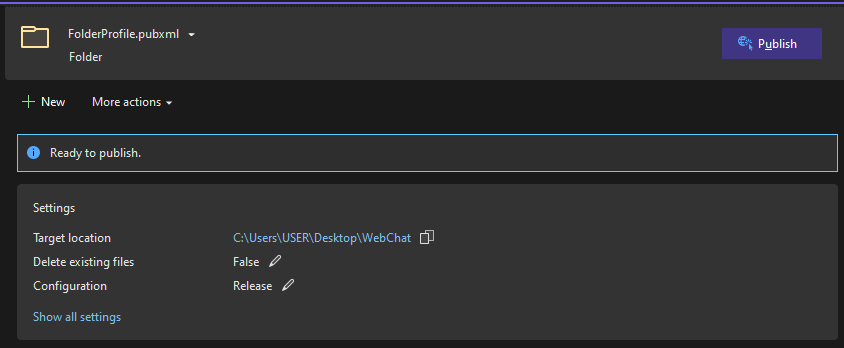 FolderProfile.pubxml
Folder
Publish
New
More actions
Ready to publish.
Settings
Target location C:\Users\USER\Desktop\WebChat
Delete existing files False
Configuration Release
Show all settings